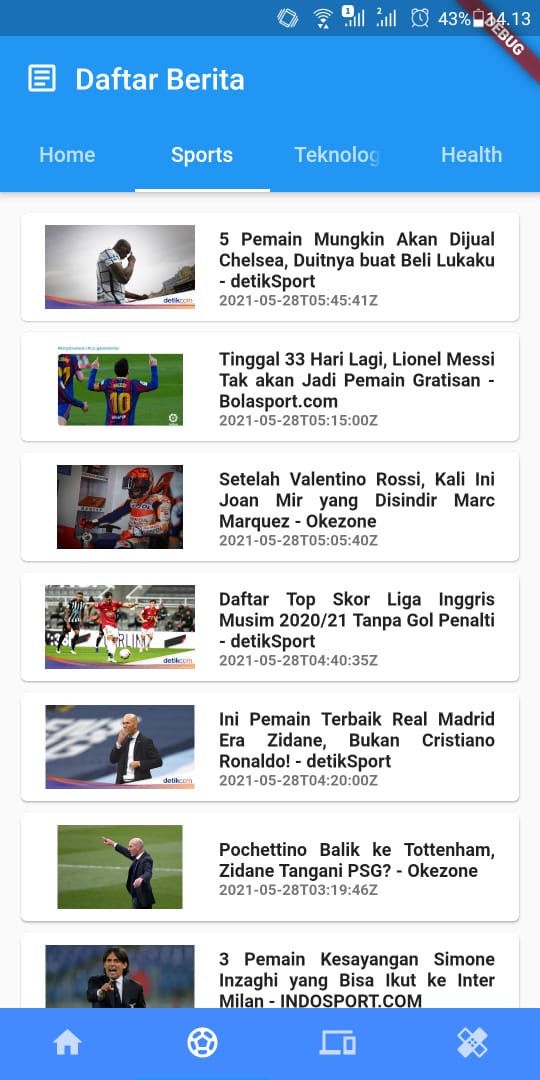 1
2
43%
14.13
DEBUG
Daftar Berita
Home
Sports
Teknolog
Health
5 Pemain Mungkin Akan Dijual
Chelsea, Duitnya buat Beli Lukaku
- detikSport
2021-05-28T05:45:41Z
detikcom
Tinggal 33 Hari Lagi, Lionel Messi
Tak akan Jadi Pemain Gratisan -
Bolasport.com
2021-05-28T05:15:00Z
10
Setelah Valentino Rossi, Kali Ini
Joan Mir yang Disindir Marc
Marquez - Okezone
2021-05-28T05:05:40Z
Daftar Top Skor Liga Inggris
Musim 2020/21 Tanpa Gol Penalti
- detikSport
2021-05-28T04:40:35Z
detikcom
Ini Pemain Terbaik Real Madrid
Era Zidane, Bukan Cristiano
Ronaldo! - detikSport
2021-05-28T04:20:00Z
detikcom
Pochettino Balik ke Tottenham,
Zidane Tangani PSG? - Okezone
2021-05-28T03:19:46Z
3 Pemain Kesayangan Simone
Inzaghi yang Bisa Ikut ke Inter
Milan - INDOSPORT.COM